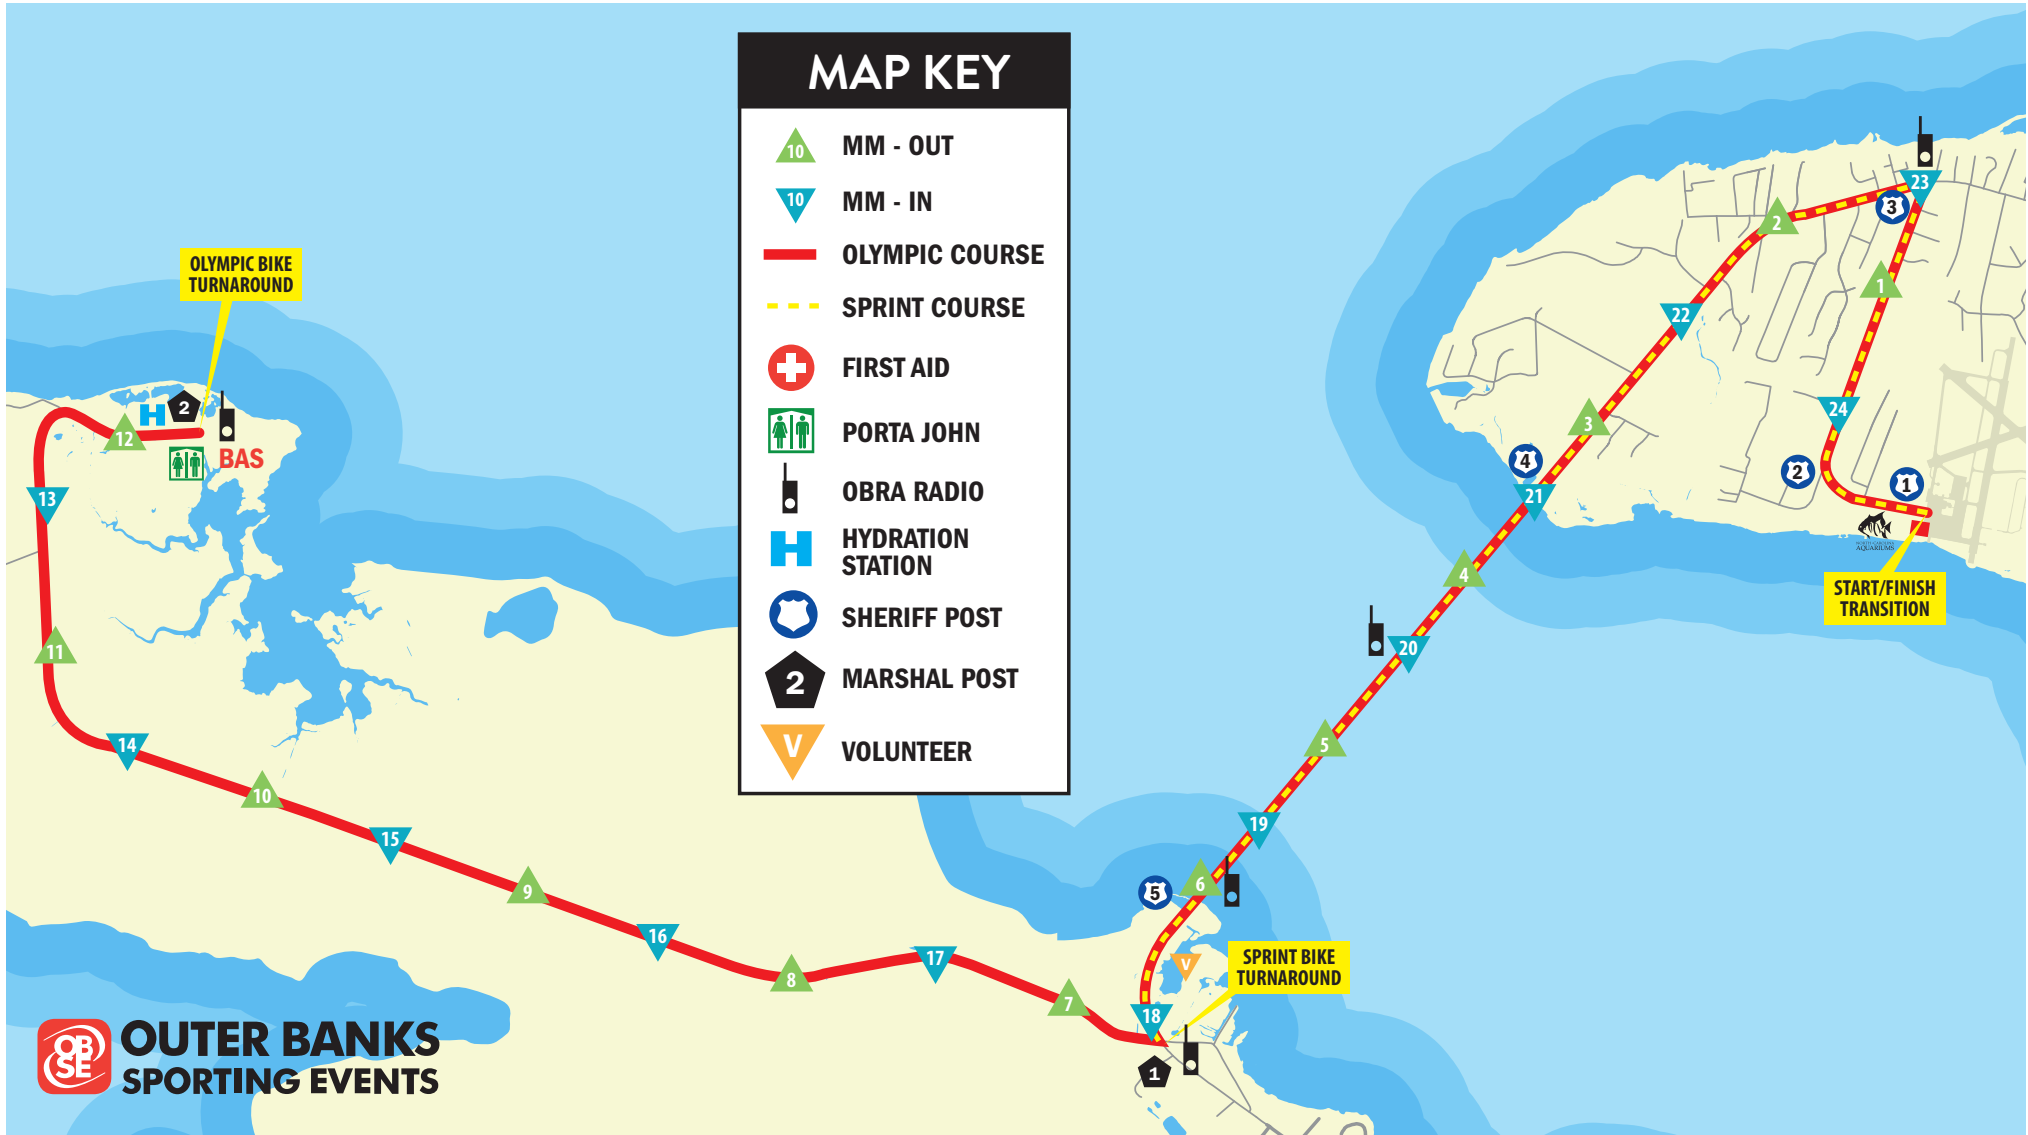 MAP KEY
10 MM - OUT
10 MM - IN
OLYMPIC COURSE
SPRINT COURSE
FIRST AID
PORTA JOHN
OBRA RADIO
HYDRATION
STATION
SHERIFF POST
2 MARSHAL POST
V VOLUNTEER
OLYMPIC BIKE
TURNAROUND
H
2
12
BAS
13
11
14
10
15
9
16
8
17
7
18
1
SPRINT BIKE
TURNAROUND
V
5
6
19
5
20
4
21
4
3
22
2
23
3
1
24
2
1
AQUARIUMS
START/FINISH
TRANSITION
OB
SE
OUTER BANKS
SPORTING EVENTS